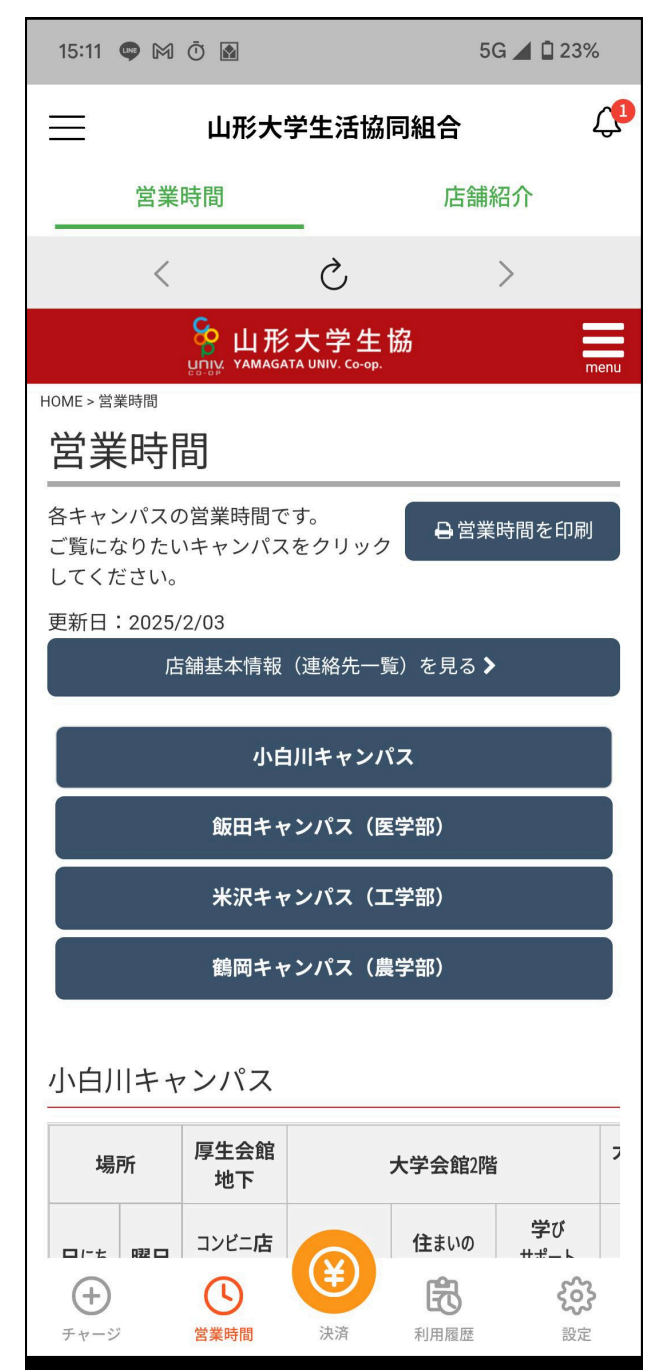 15:11 LINE 5G 23%
山形大学生活協同組合 1
営業時間 店舗紹介
山形大学生協
UNIV. CO-OP YAMAGATA UNIV. Co-op.
menu
HOME > 営業時間
営業時間
各キャンパスの営業時間です。
ご覧になりたいキャンパスをクリック
してください。
営業時間を印刷
更新日：2025/2/03
店舗基本情報（連絡先一覧）を見る
小白川キャンパス
飯田キャンパス（医学部）
米沢キャンパス（工学部）
鶴岡キャンパス（農学部）
小白川キャンパス
場所 厚生会館 大学会館2階
地下
日にち 曜日 コンビニ店 住まいの 学び
サポート
¥
チャージ 営業時間 決済 利用履歴 設定